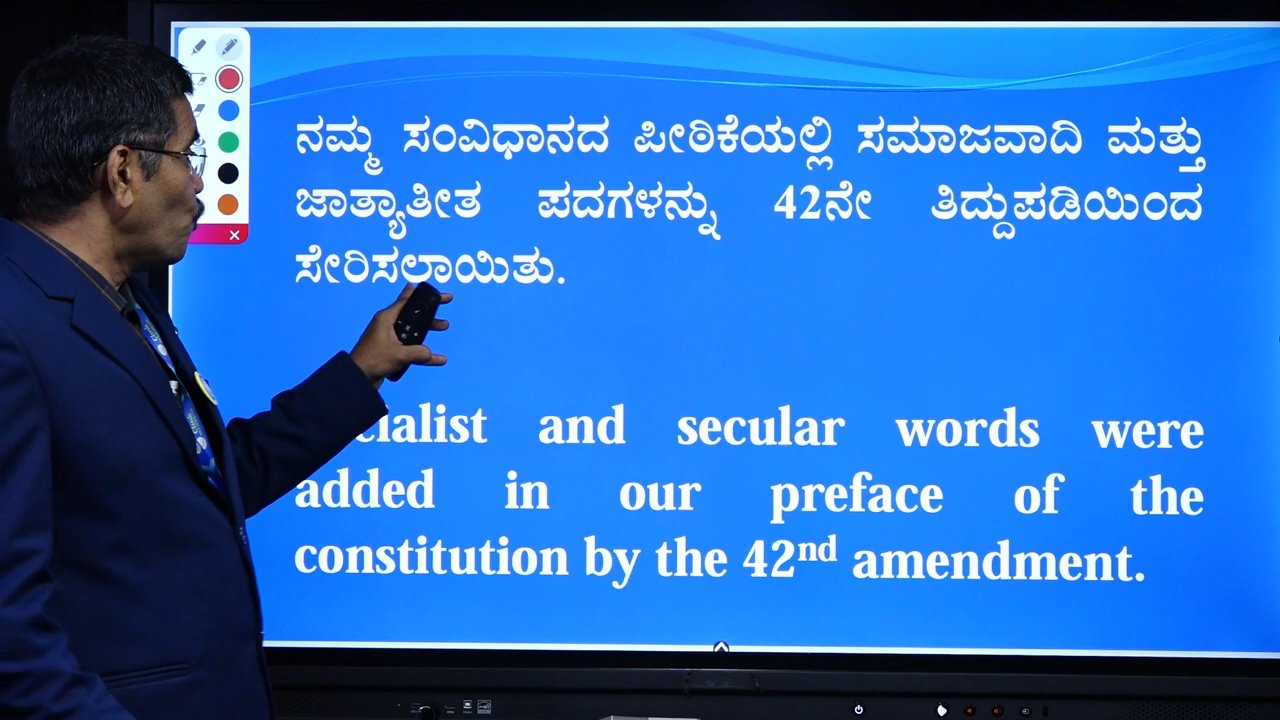 ನಮ್ಮ ಸಂವಿಧಾನದ ಪೀಠಿಕೆಯಲ್ಲಿ ಸಮಾಜವಾದಿ ಮತ್ತು
ಜಾತ್ಯಾತೀತ ಪದಗಳನ್ನು 42ನೇ ತಿದ್ದುಪಡಿಯಿಂದ
ಸೇರಿಸಲಾಯಿತು.
and secular words were
added in our preface of the
constitution by the 42nd amendment.